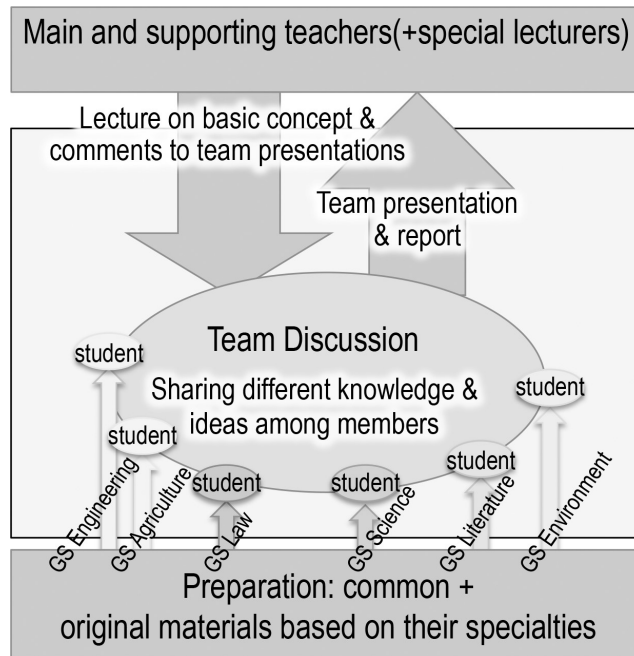 Main and supporting teachers(+special lecturers)
Lecture on basic concept &
comments to team presentations
Team presentation
& report
Team Discussion
Sharing different knowledge &
ideas among members
student
student
student
student
student
student
GS Engineering
GS Agriculture
GS Law
GS Science
GS Literature
GS Environment
Preparation: common +
original materials based on their specialties